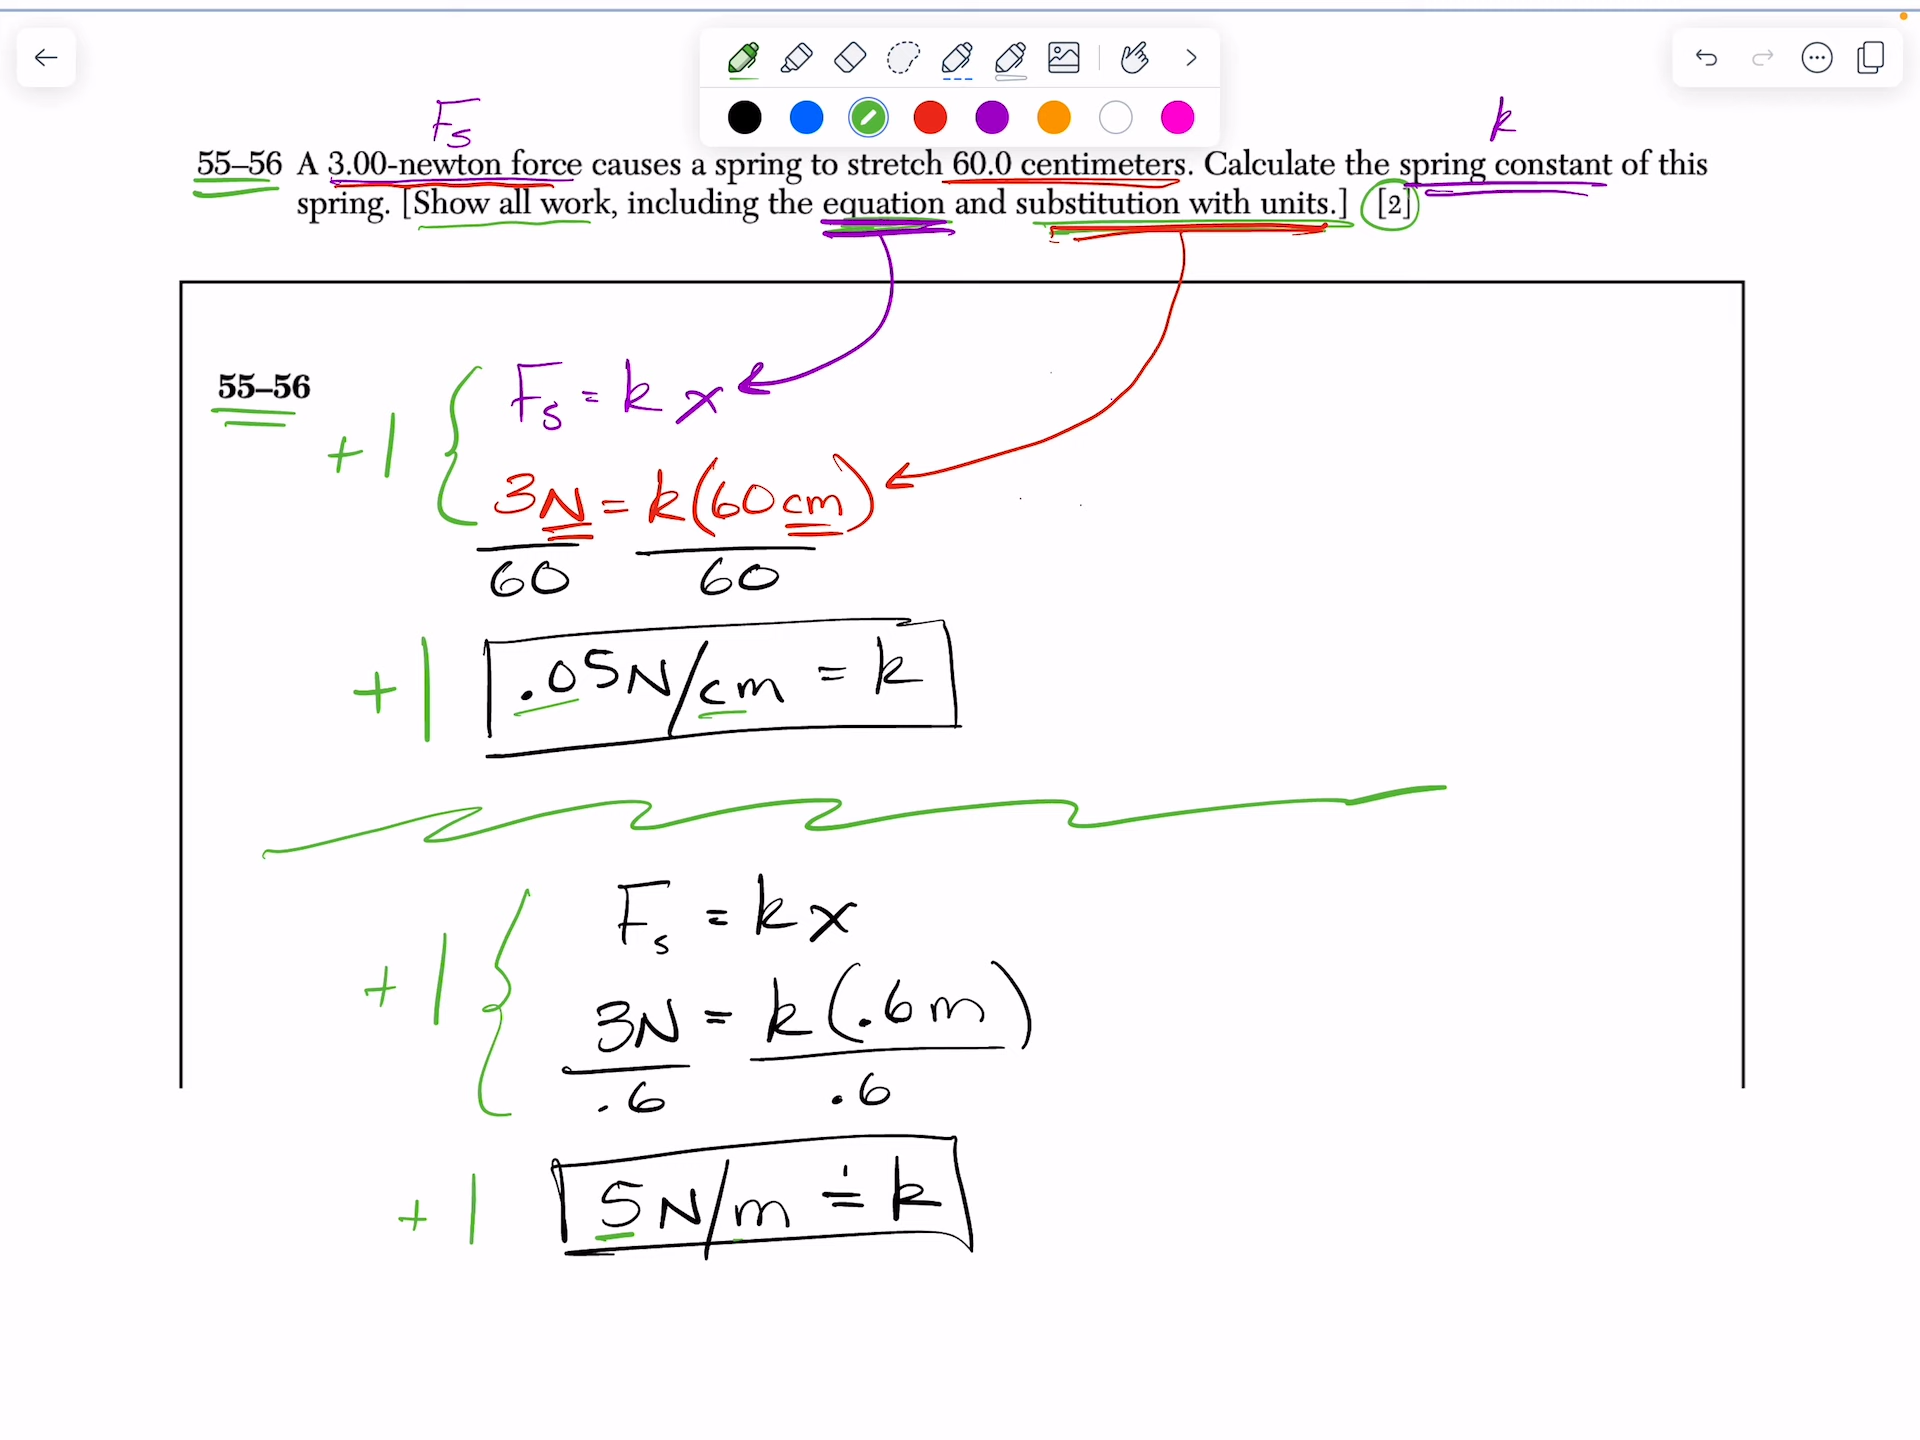 Fs
k
55–56 A 3.00-newton force causes a spring to stretch 60.0 centimeters. Calculate the spring constant of this
spring. [Show all work, including the equation and substitution with units.] [2]
55–56
+1
Fs = k x
3N = k(60cm)
60 60
+1
.05N/cm = k
+1
Fs = kx
3N = k(.6m)
.6 .6
+1
5N/m = k